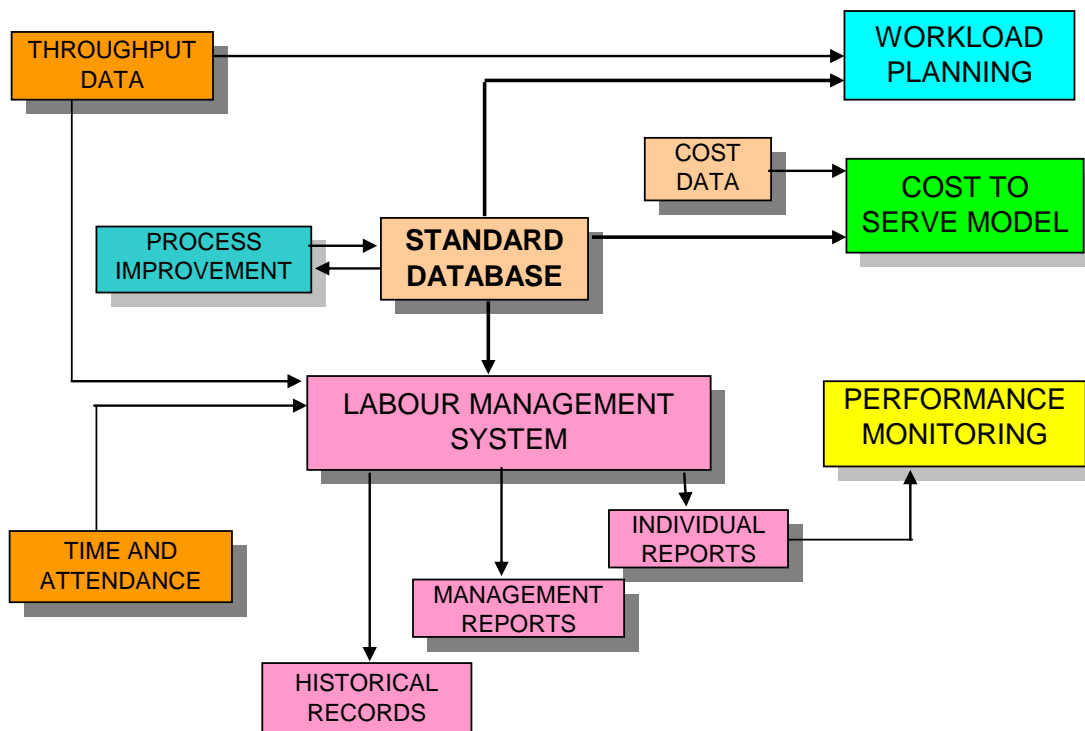 THROUGHPUT
DATA
WORKLOAD
PLANNING
COST
DATA
COST TO
SERVE MODEL
PROCESS
IMPROVEMENT
STANDARD
DATABASE
LABOUR MANAGEMENT
SYSTEM
PERFORMANCE
MONITORING
TIME AND
ATTENDANCE
INDIVIDUAL
REPORTS
MANAGEMENT
REPORTS
HISTORICAL
RECORDS